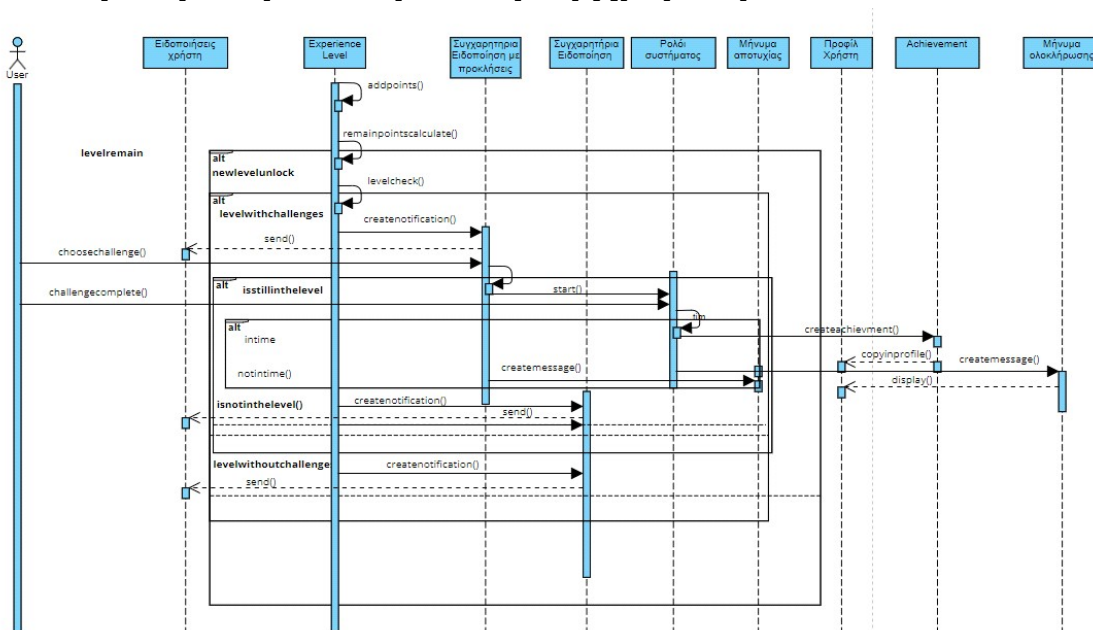 User
Ειδοποιήσεις
χρήστη
Experience
Level
Συγχαρητηρια
Ειδοποίηση με
προκλήσεις
Συγχαρητήρια
Ειδοποίηση
Ρολόι
συστήματος
Μήνυμα
αποτυχίας
Προφίλ
Χρήστη
Achievement
Μήνυμα
ολοκλήρωσης
addpoints()
remainpointscalculate()
levelremain
alt
newlevelunlock
levelcheck()
alt
levelwithchallenges
createnotification()
send()
choosechallenge()
alt
isstillinthelevel
start()
challengecomplete()
alt
intime
createachievment()
copyinprofile()
createmessage()
notintime()
createmessage()
display()
isnotinthelevel()
createnotification()
send()
levelwithoutchallenges
createnotification()
send()